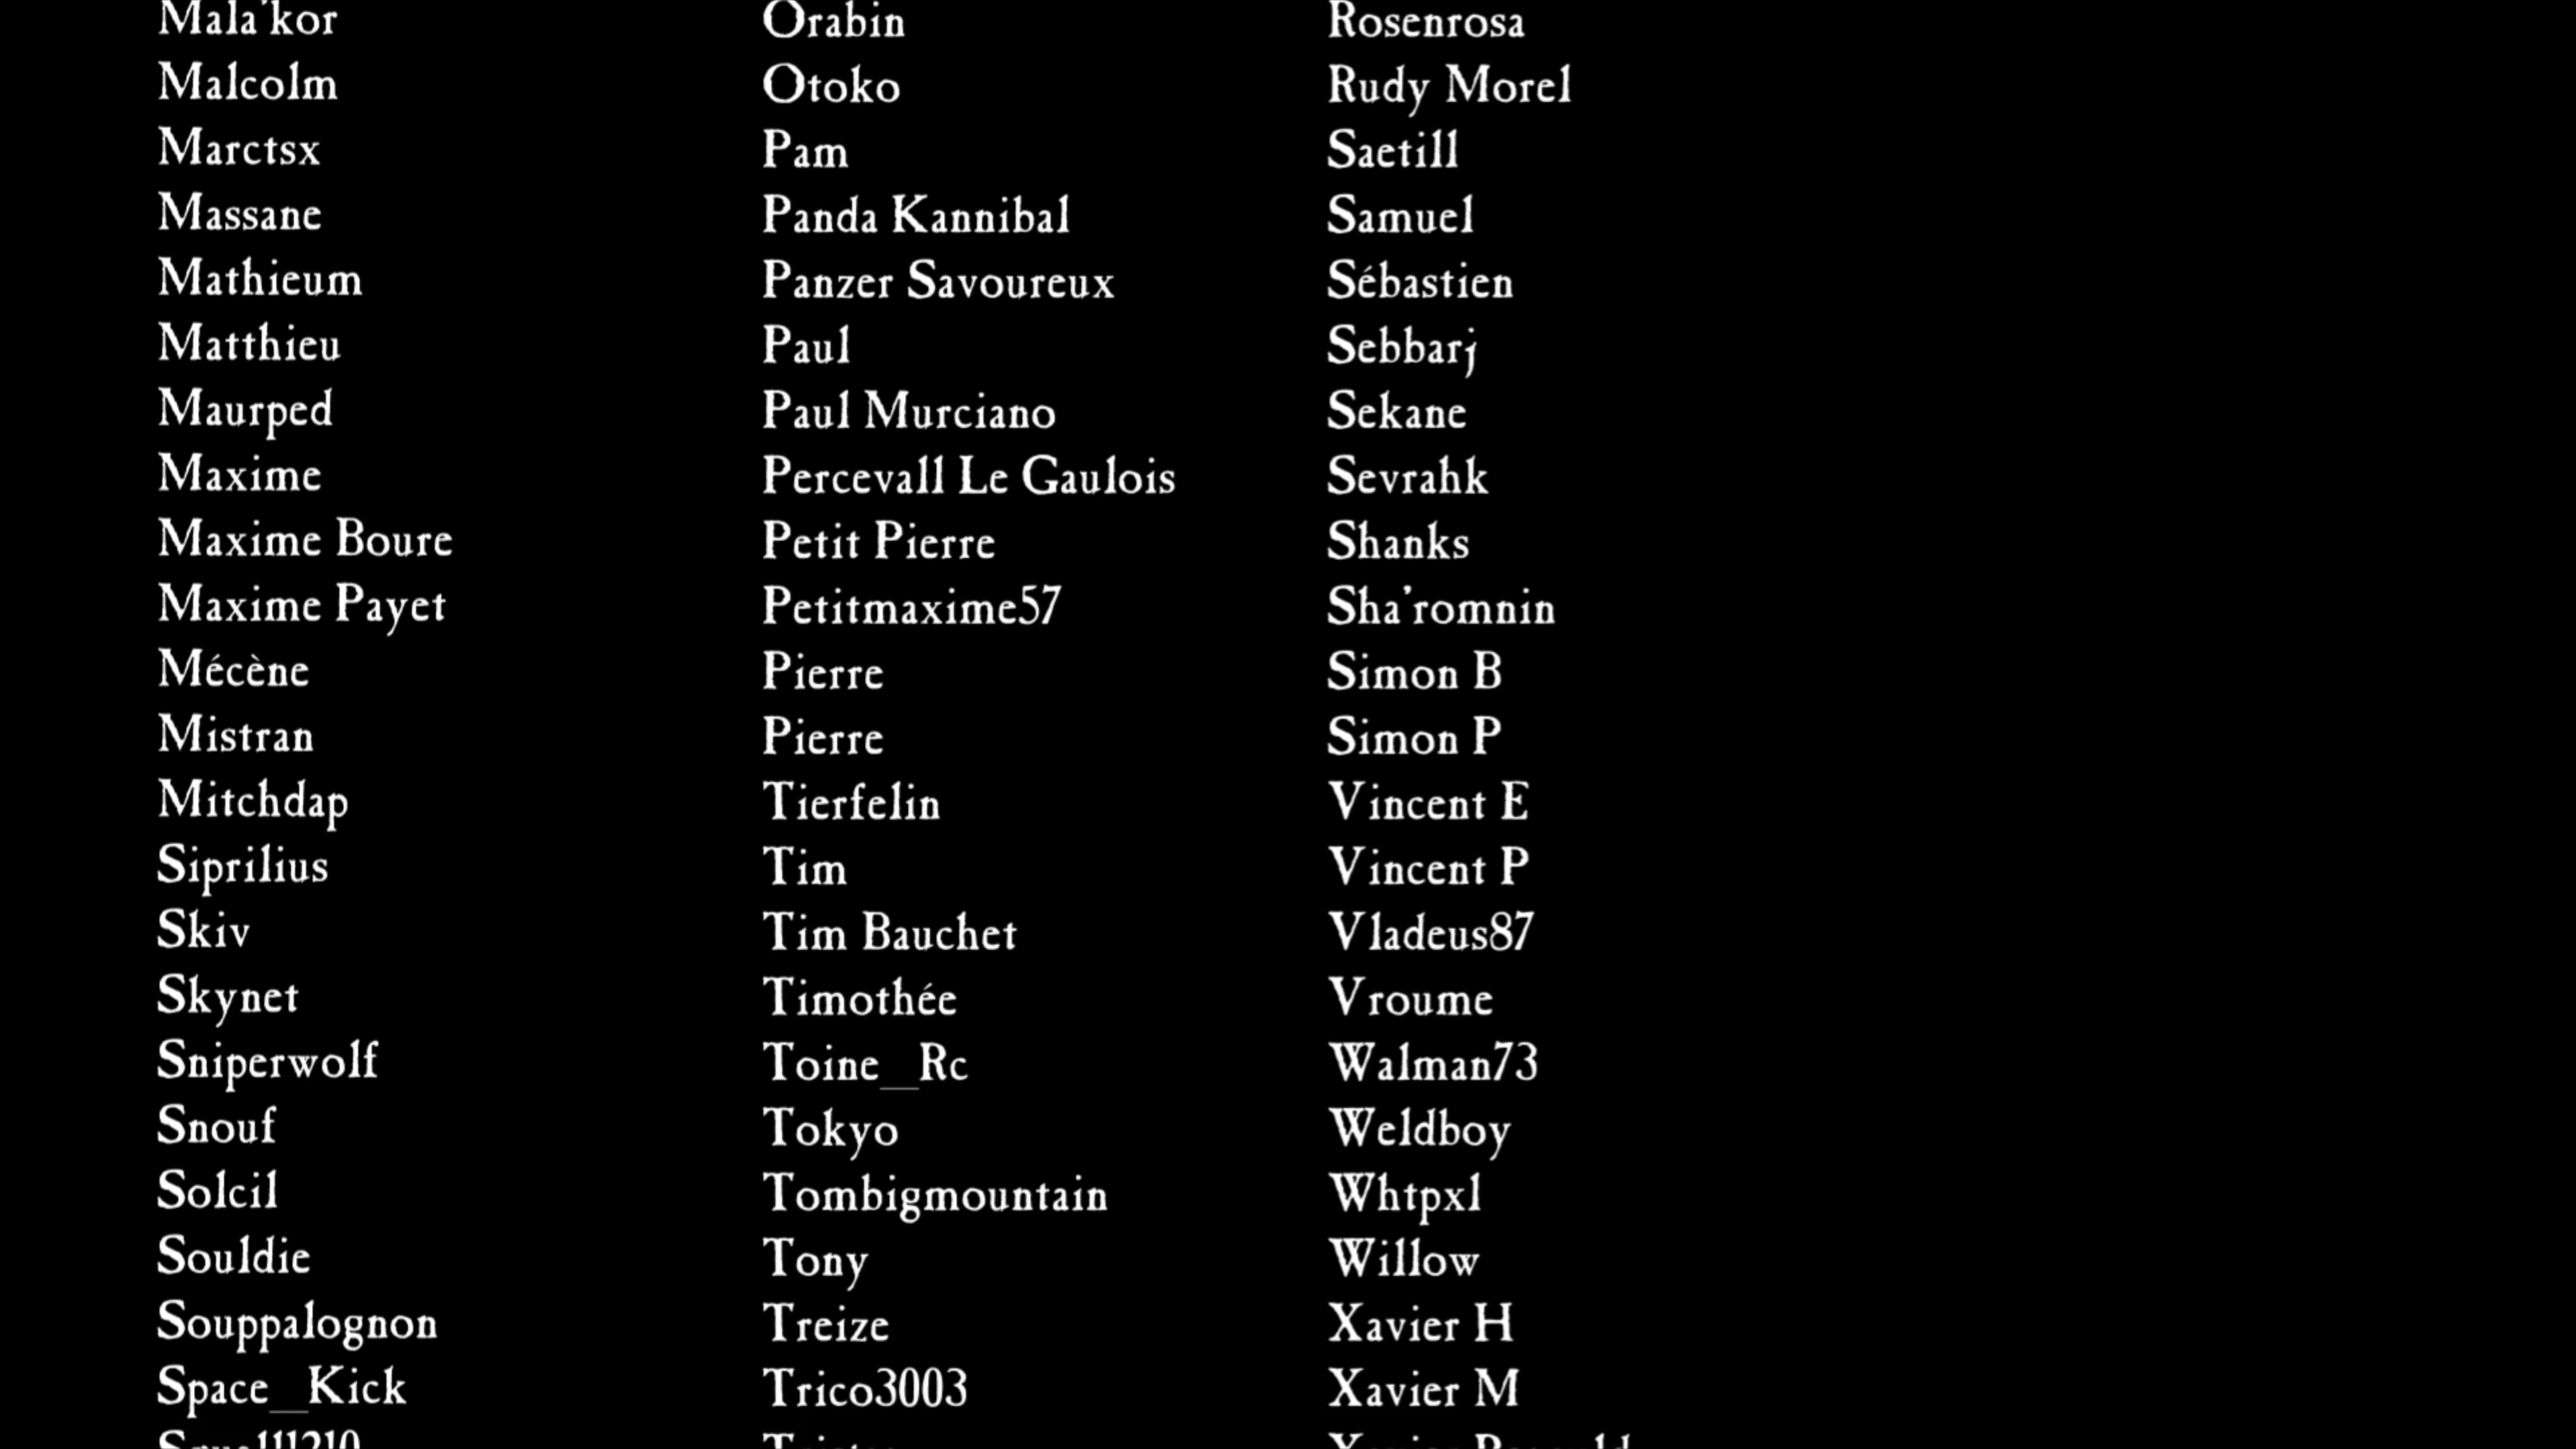 Mala'kor
Malcolm
Marctsx
Massane
Mathieum
Matthieu
Maurped
Maxime
Maxime Boure
Maxime Payet
Mécène
Mistran
Mitchdap
Siprilius
Skiv
Skynet
Sniperwolf
Snouf
Solcil
Souldie
Souppalognon
Space_Kick
Orabin
Otoko
Pam
Panda Kannibal
Panzer Savoureux
Paul
Paul Murciano
Percevall Le Gaulois
Petit Pierre
Petitmaxime57
Pierre
Pierre
Tierfelin
Tim
Tim Bauchet
Timothée
Toine_Rc
Tokyo
Tombigmountain
Tony
Treize
Trico3003
Rosenrosa
Rudy Morel
Saetill
Samuel
Sébastien
Sebbarj
Sekane
Sevrahk
Shanks
Sha'romnin
Simon B
Simon P
Vincent E
Vincent P
Vladeus87
Vroume
Walman73
Weldboy
Whtpxl
Willow
Xavier H
Xavier M